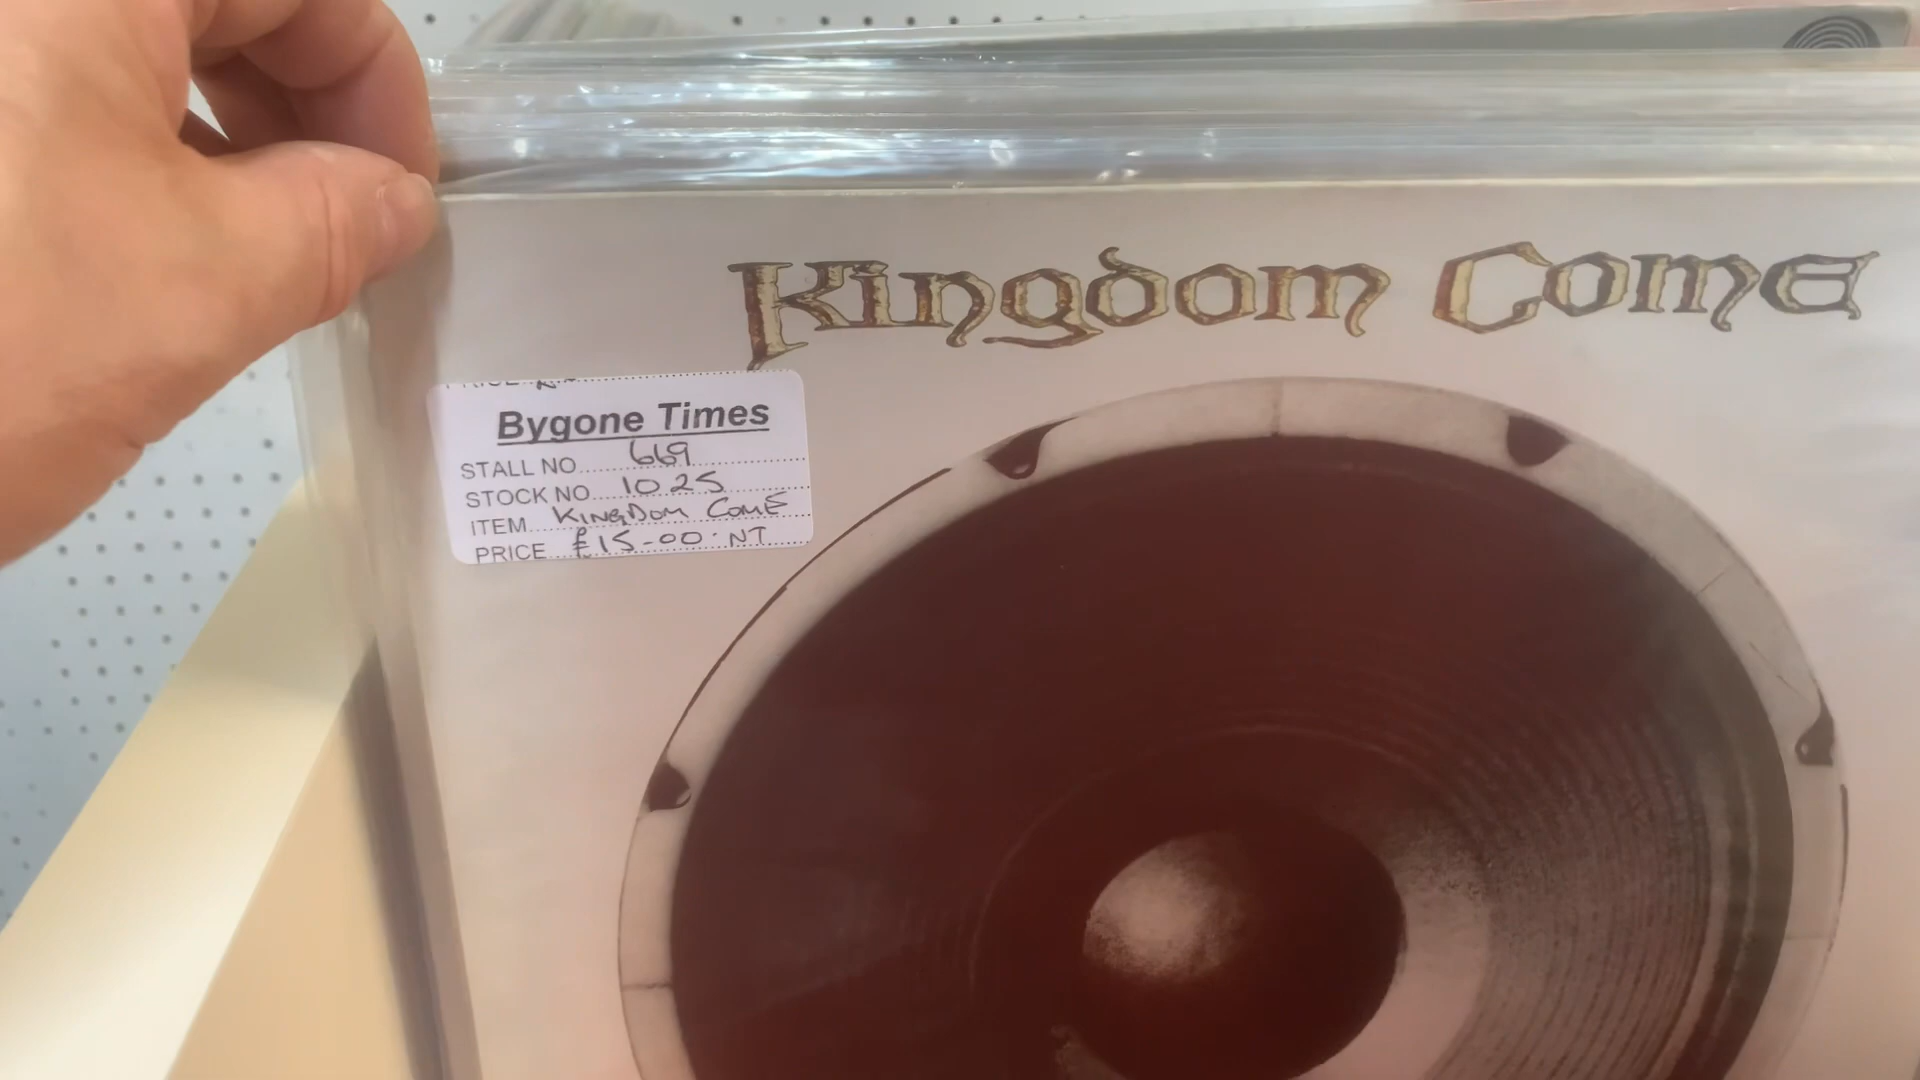 Kingdom Come
Bygone Times
STALL NO. 669
STOCK NO. 1025
ITEM KINGDOM COME
PRICE £15-00 NT